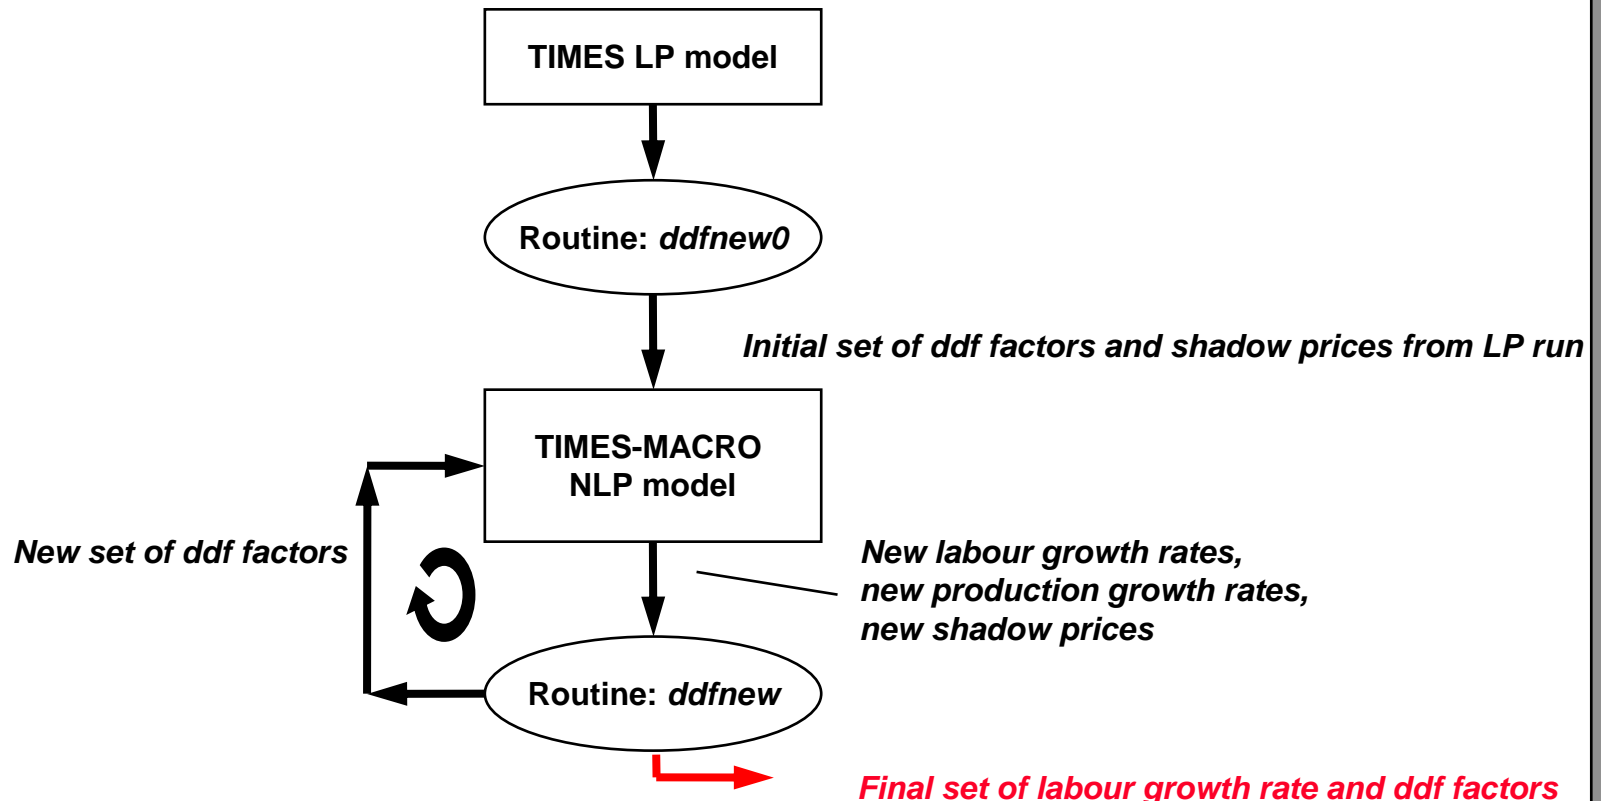 TIMES LP model
Routine: ddfnew0
Initial set of ddf factors and shadow prices from LP run
TIMES-MACRO
NLP model
New set of ddf factors
New labour growth rates,
new production growth rates,
new shadow prices
Routine: ddfnew
Final set of labour growth rate and ddf factors